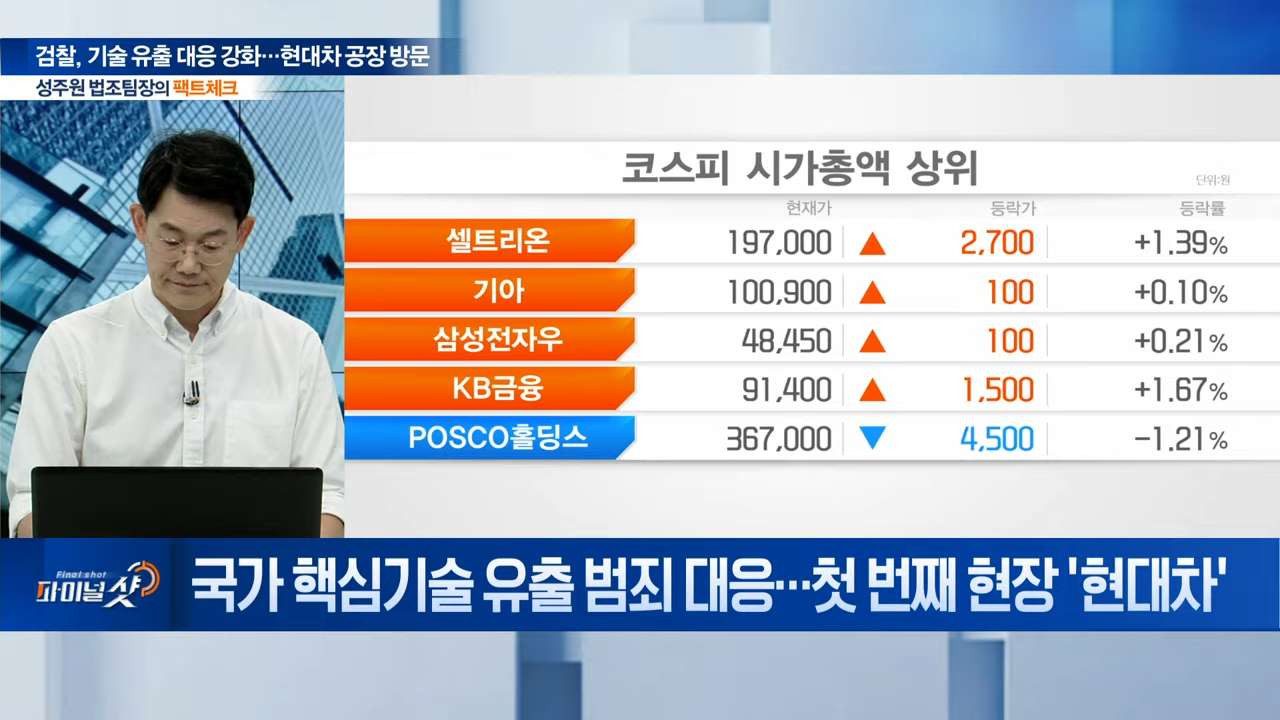 검찰, 기술 유출 대응 강화…현대차 공장 방문
성주원 법조팀장의 팩트체크
코스피 시가총액 상위
단위:원
현재가 등락가 등락률
셀트리온 197,000 ▲ 2,700 +1.39%
기아 100,900 ▲ 100 +0.10%
삼성전자우 48,450 ▲ 100 +0.21%
KB금융 91,400 ▲ 1,500 +1.67%
POSCO홀딩스 367,000 ▼ 4,500 -1.21%
Final shot
파이널샷
국가 핵심기술 유출 범죄 대응…첫 번째 현장 '현대차'